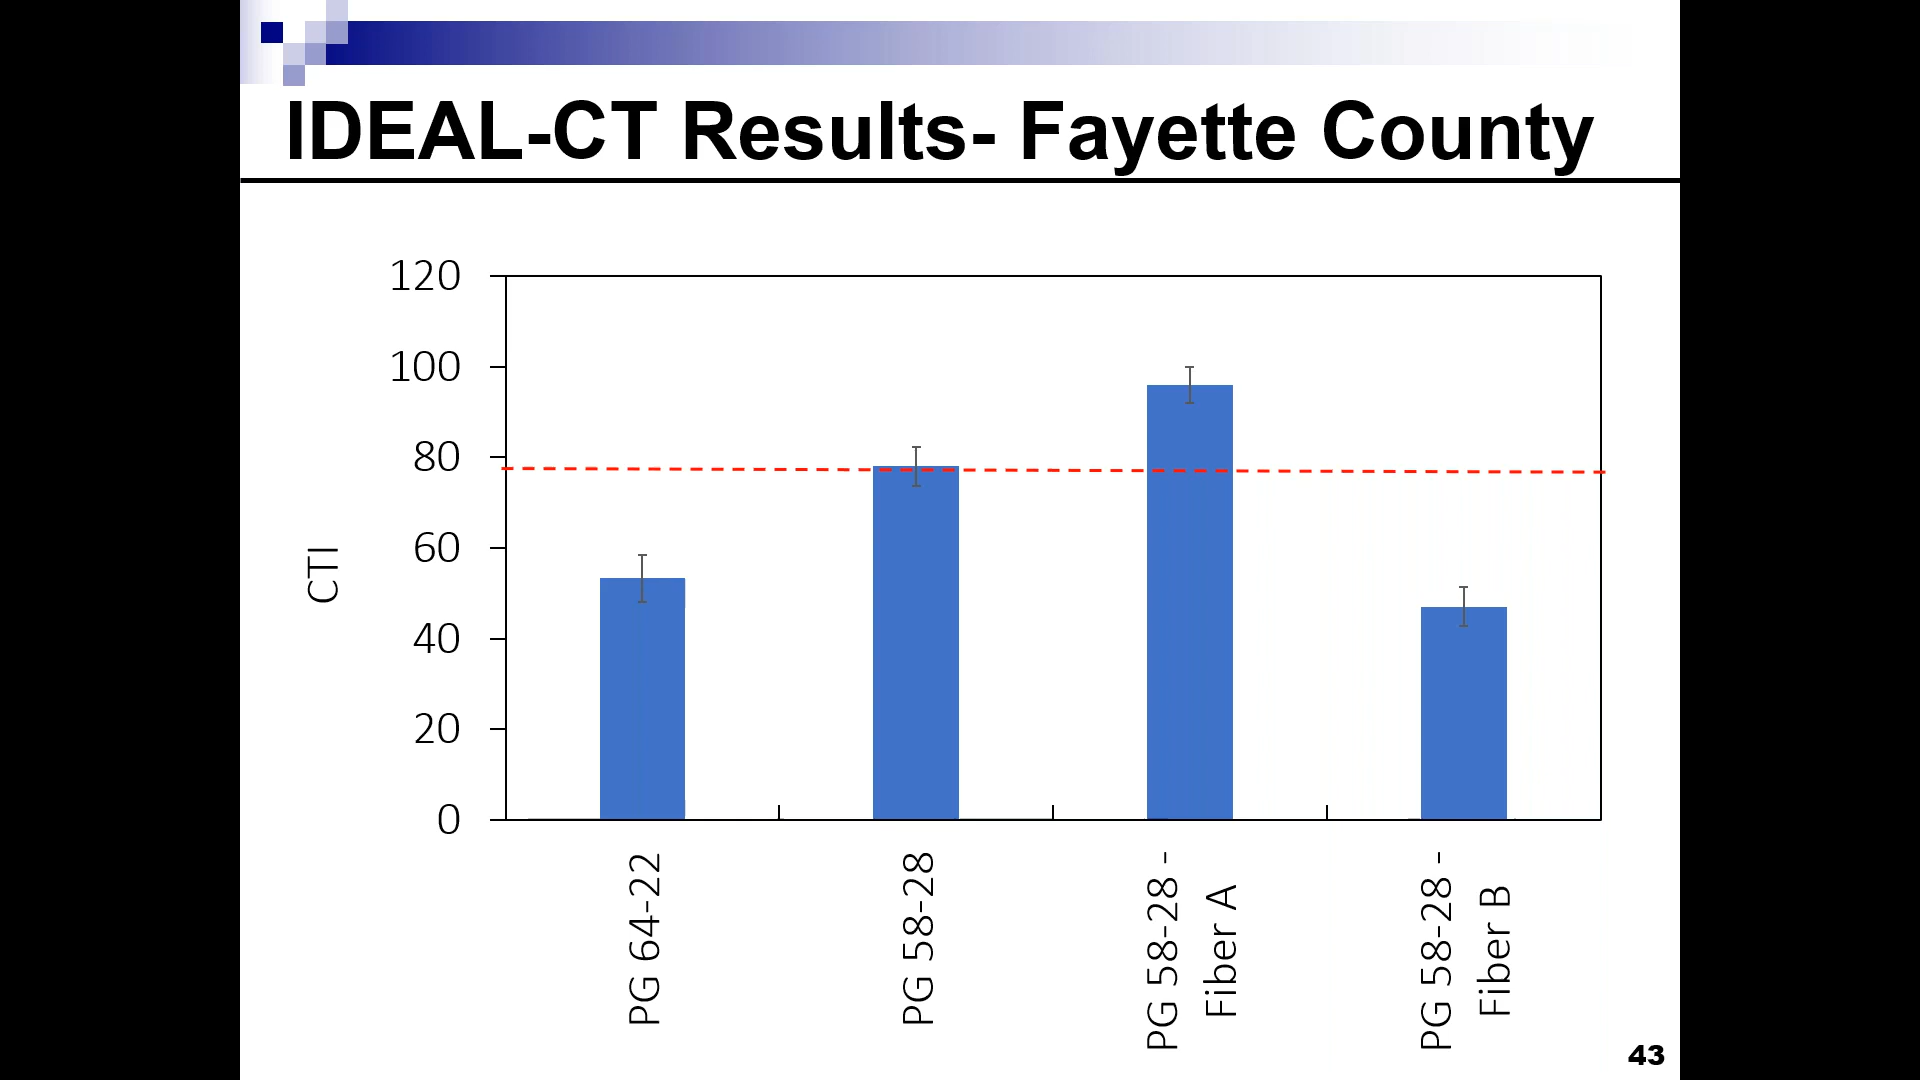 IDEAL-CT Results- Fayette County
120
100
80
60
40
20
0
CTI
PG 64-22
PG 58-28
PG 58-28 -
Fiber A
PG 58-28 -
Fiber B
43